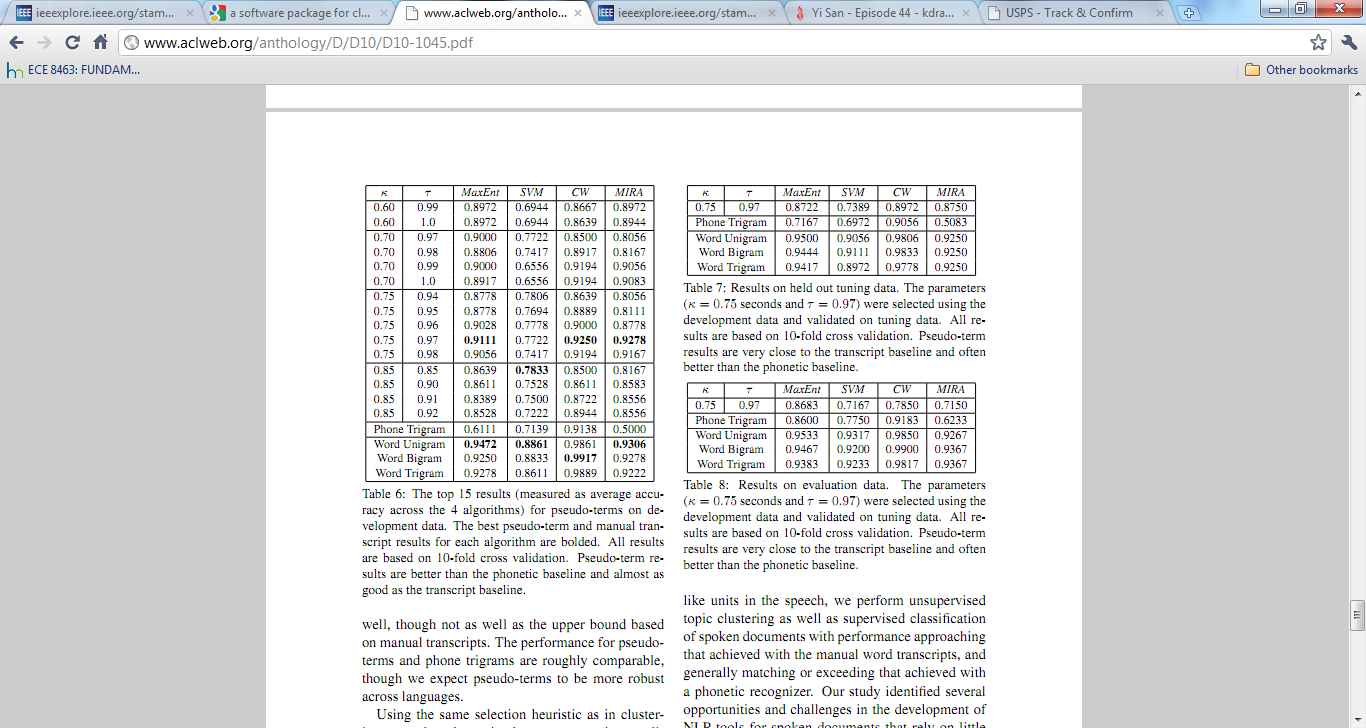 ieeexplore.ieee.org/stam...
a software package for cl...
www.aclweb.org/antholo...
ieeexplore.ieee.org/stam...
Yi San - Episode 44 - kdra...
USPS - Track & Confirm
www.aclweb.org/anthology/D/D10/D10-1045.pdf
ECE 8463: FUNDAM...
Other bookmarks
κ τ MaxEnt SVM CW MIRA
0.60 0.99 0.8972 0.6944 0.8667 0.8972
0.60 1.0 0.8972 0.6944 0.8639 0.8944
0.70 0.97 0.9000 0.7722 0.8500 0.8056
0.70 0.98 0.8806 0.7417 0.8917 0.8167
0.70 0.99 0.9000 0.6556 0.9194 0.9056
0.70 1.0 0.8917 0.6556 0.9194 0.9083
0.75 0.94 0.8778 0.7806 0.8639 0.8056
0.75 0.95 0.8778 0.7694 0.8889 0.8111
0.75 0.96 0.9028 0.7778 0.9000 0.8778
0.75 0.97 0.9111 0.7722 0.9250 0.9278
0.75 0.98 0.9056 0.7417 0.9194 0.9167
0.85 0.85 0.8639 0.7833 0.8500 0.8167
0.85 0.90 0.8611 0.7528 0.8611 0.8583
0.85 0.91 0.8389 0.7500 0.8722 0.8556
0.85 0.92 0.8528 0.7222 0.8944 0.8556
Phone Trigram 0.6111 0.7139 0.9138 0.5000
Word Unigram 0.9472 0.8861 0.9861 0.9306
Word Bigram 0.9250 0.8833 0.9917 0.9278
Word Trigram 0.9278 0.8611 0.9889 0.9222
Table 6: The top 15 results (measured as average accu-
racy across the 4 algorithms) for pseudo-terms on de-
velopment data. The best pseudo-term and manual tran-
script results for each algorithm are bolded. All results
are based on 10-fold cross validation. Pseudo-term re-
sults are better than the phonetic baseline and almost as
good as the transcript baseline.
well, though not as well as the upper bound based
on manual transcripts. The performance for pseudo-
terms and phone trigrams are roughly comparable,
though we expect pseudo-terms to be more robust
across languages.
Using the same selection heuristic as in cluster-
κ τ MaxEnt SVM CW MIRA
0.75 0.97 0.8722 0.7389 0.8972 0.8750
Phone Trigram 0.7167 0.6972 0.9056 0.5083
Word Unigram 0.9500 0.9056 0.9806 0.9250
Word Bigram 0.9444 0.9111 0.9833 0.9250
Word Trigram 0.9417 0.8972 0.9778 0.9250
Table 7: Results on held out tuning data. The parameters
(κ = 0.75 seconds and τ = 0.97) were selected using the
development data and validated on tuning data. All re-
sults are based on 10-fold cross validation. Pseudo-term
results are very close to the transcript baseline and often
better than the phonetic baseline.
κ τ MaxEnt SVM CW MIRA
0.75 0.97 0.8683 0.7167 0.7850 0.7150
Phone Trigram 0.8600 0.7750 0.9183 0.6233
Word Unigram 0.9533 0.9317 0.9850 0.9267
Word Bigram 0.9467 0.9200 0.9900 0.9367
Word Trigram 0.9383 0.9233 0.9817 0.9367
Table 8: Results on evaluation data. The parameters
(κ = 0.75 seconds and τ = 0.97) were selected using the
development data and validated on tuning data. All re-
sults are based on 10-fold cross validation. Pseudo-term
results are very close to the transcript baseline and often
better than the phonetic baseline.
like units in the speech, we perform unsupervised
topic clustering as well as supervised classification
of spoken documents with performance approaching
that achieved with the manual word transcripts, and
generally matching or exceeding that achieved with
a phonetic recognizer. Our study identified several
opportunities and challenges in the development of
NLP tools for spoken documents that rely on little